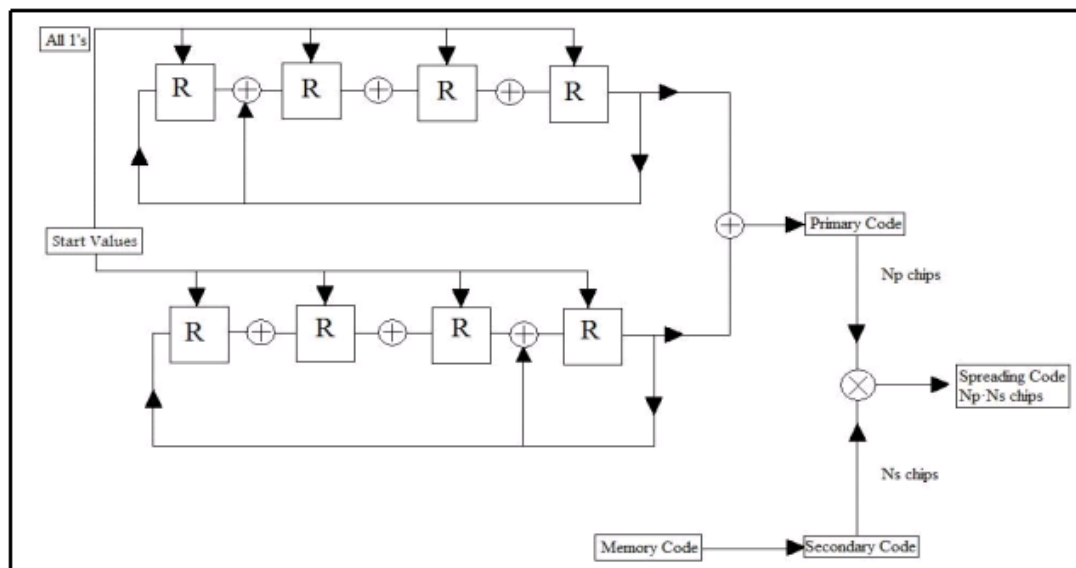 All 1's
R R R R
Start Values
Primary Code
Np chips
R R R R
Spreading Code
Np·Ns chips
Ns chips
Memory Code
Secondary Code